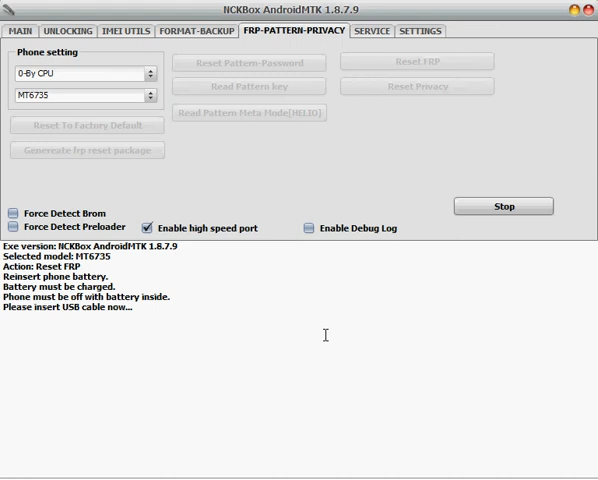 NCKBox AndroidMTK 1.8.7.9
MAIN UNLOCKING IMEI UTILS FORMAT-BACKUP FRP-PATTERN-PRIVACY SERVICE SETTINGS
Phone setting
0-By CPU
MT6735
Reset Pattern-Password
Reset FRP
Read Pattern key
Reset Privacy
Read Pattern Meta Mode[HELIO]
Reset To Factory Default
Genereate frp reset package
Stop
Force Detect Brom
Force Detect Preloader
Enable high speed port
Enable Debug Log
Exe version: NCKBox AndroidMTK 1.8.7.9
Selected model: MT6735
Action: Reset FRP
Reinsert phone battery.
Battery must be charged.
Phone must be off with battery inside.
Please insert USB cable now...